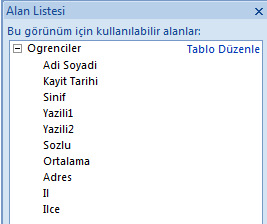 Alan Listesi
Bu görünüm için kullanılabilir alanlar:
Ogrenciler Tablo Düzenle
Adi Soyadi
Kayit Tarihi
Sinif
Yazili1
Yazili2
Sozlu
Ortalama
Adres
Il
Ilce